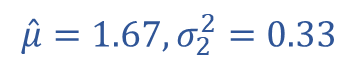 μ̂ = 1.67, σ₂² = 0.33